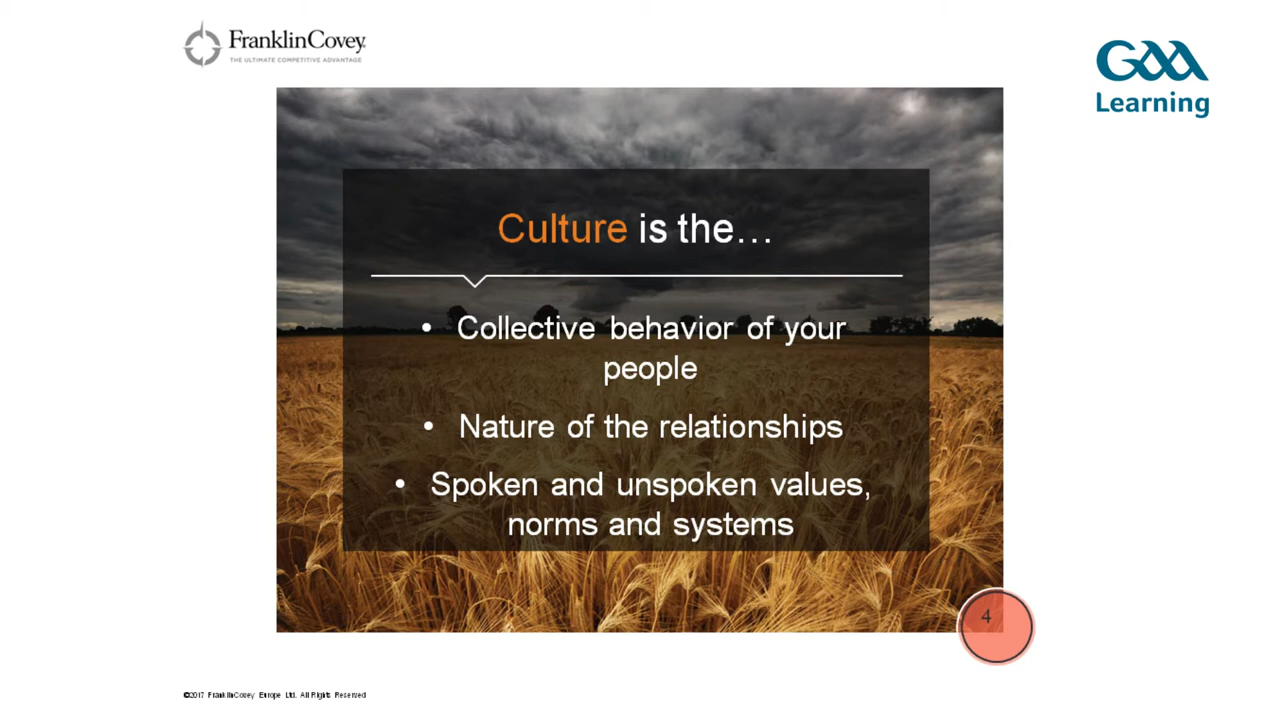 FranklinCovey
THE ULTIMATE COMPETITIVE ADVANTAGE
GAA
Learning
Culture is the…
• Collective behavior of your
people
• Nature of the relationships
• Spoken and unspoken values,
norms and systems
4
©2017 FranklinCovey Europe Ltd. All Rights Reserved